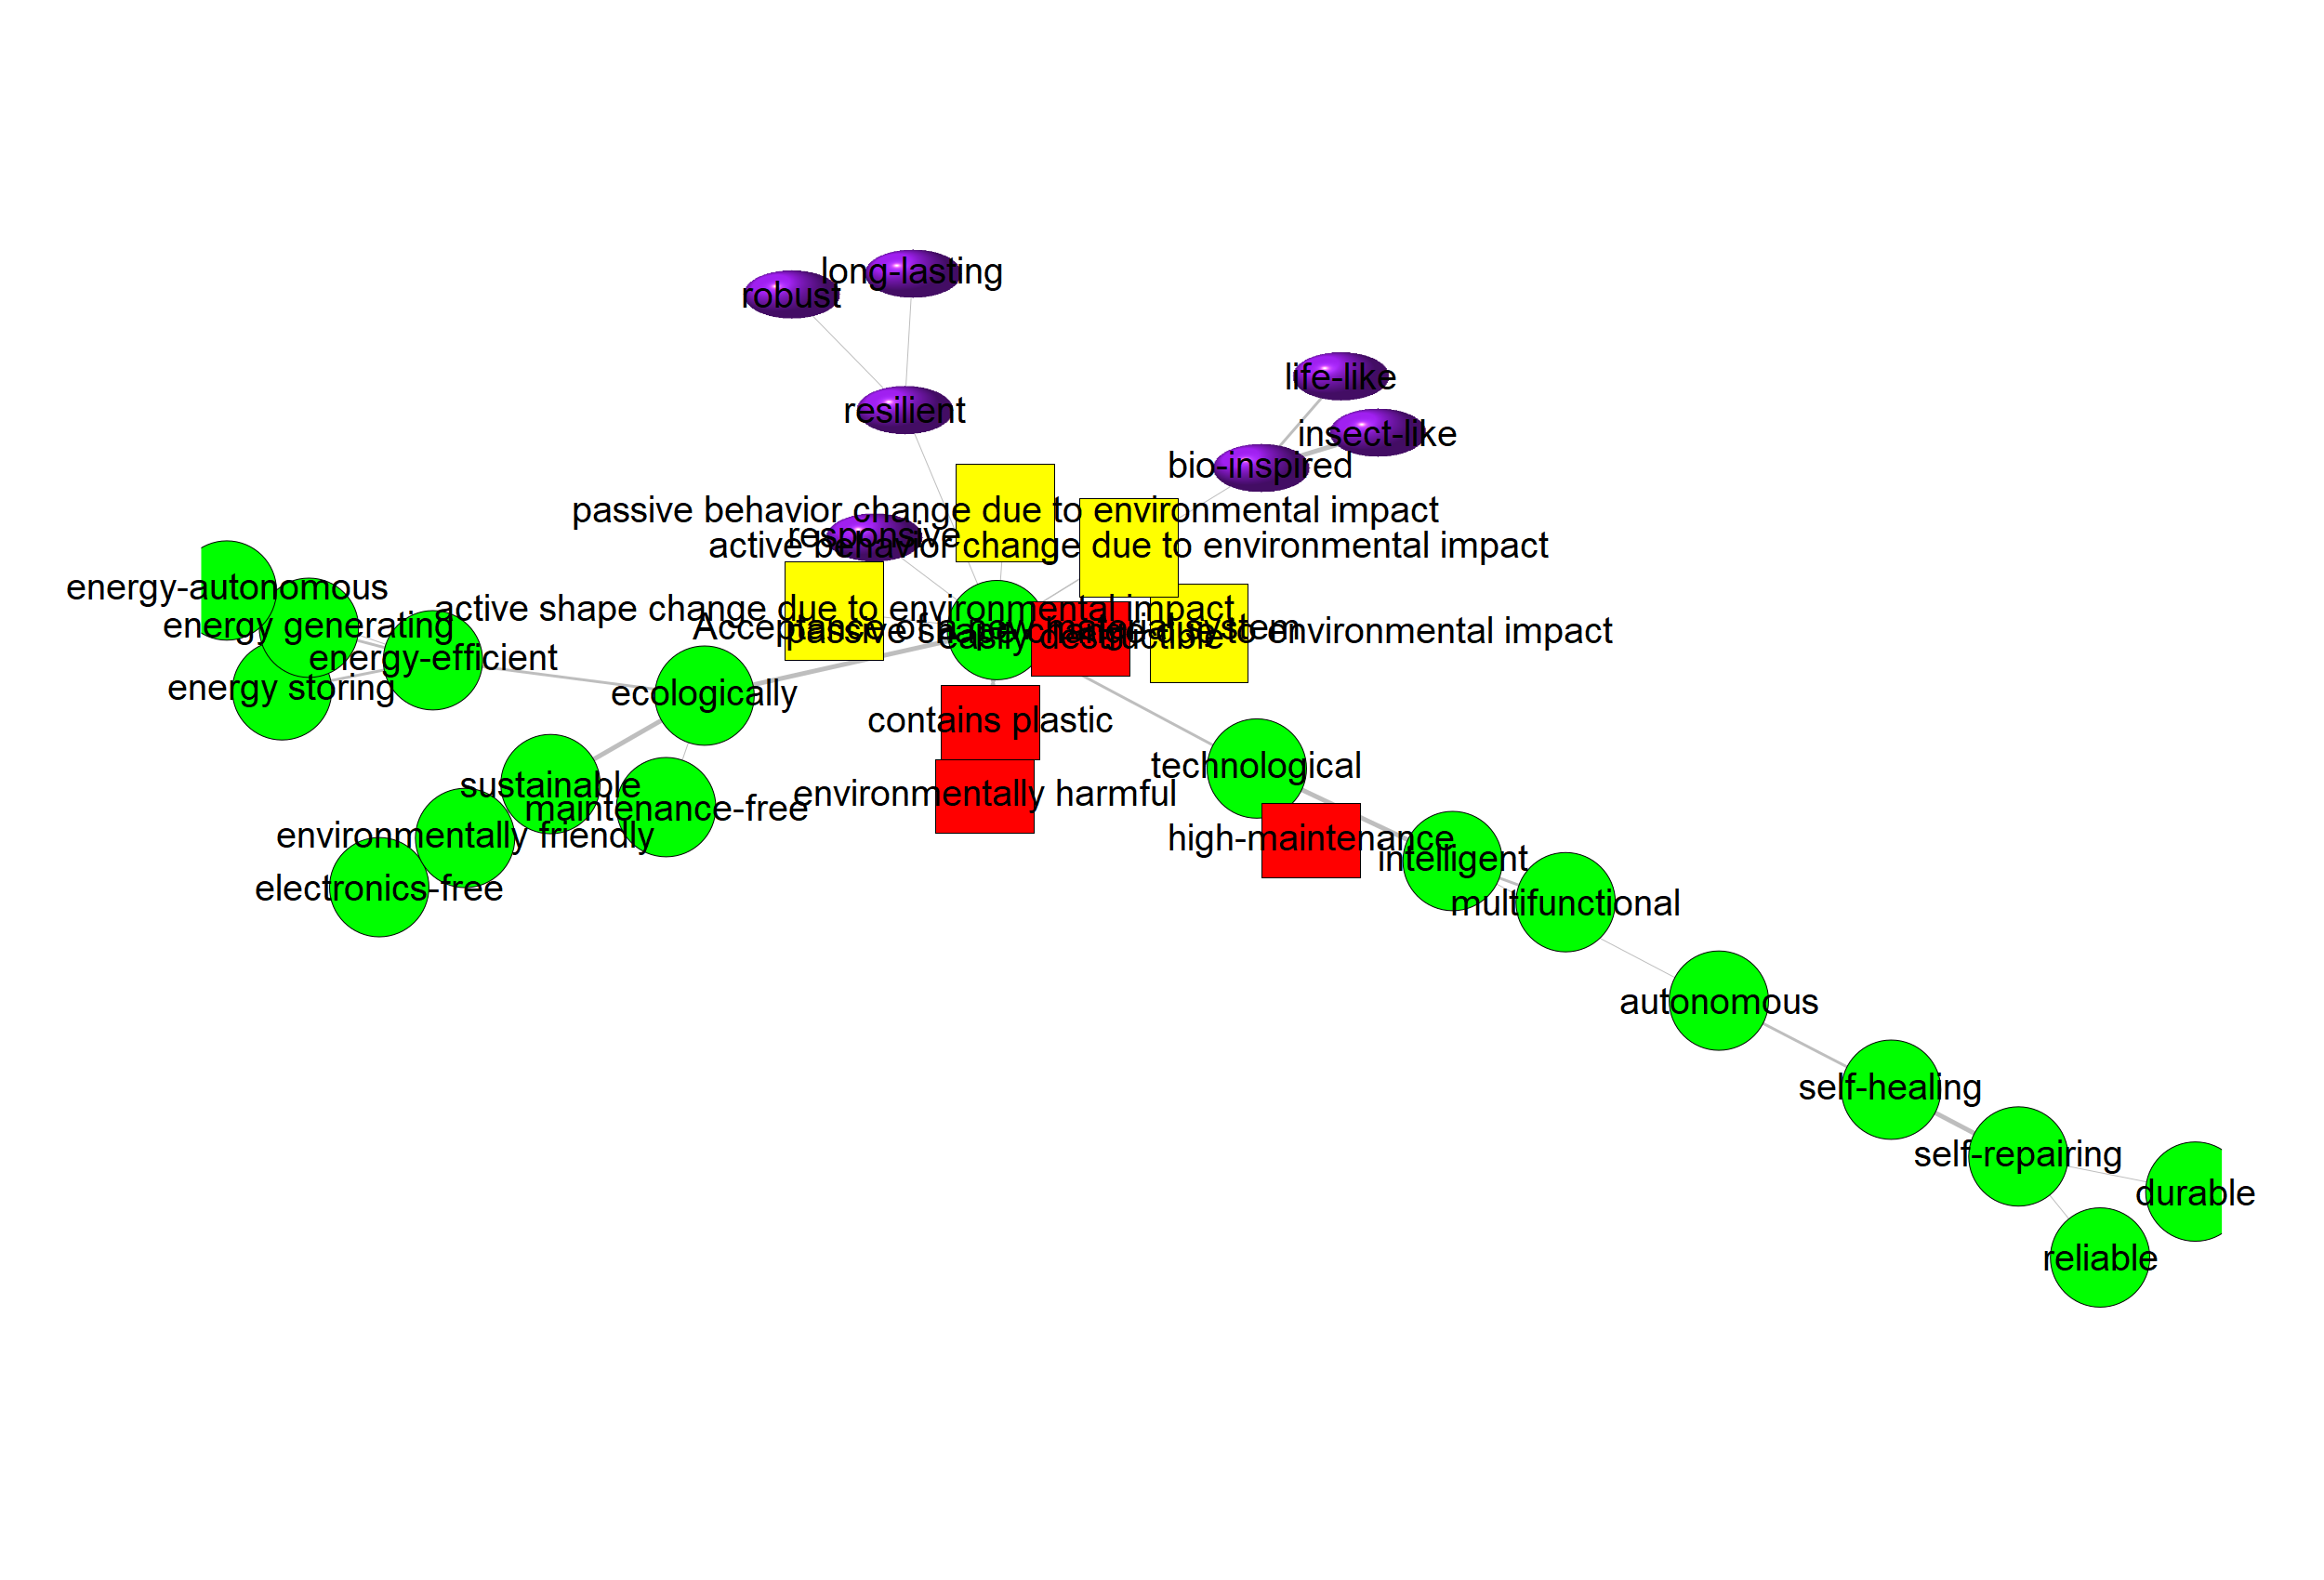 long-lasting
robust
life-like
resilient
insect-like
bio-inspired
passive behavior change due to environmental impact
responsive
active behavior change due to environmental impact
energy-autonomous
active shape change due to environmental impact
energy generating
Acceptance of a new material system
passive shape change due to environmental impact
easily destructible
energy-efficient
energy storing
ecologically
contains plastic
technological
sustainable
environmentally harmful
maintenance-free
environmentally friendly
high-maintenance
intelligent
electronics-free
multifunctional
autonomous
self-healing
self-repairing
durable
reliable